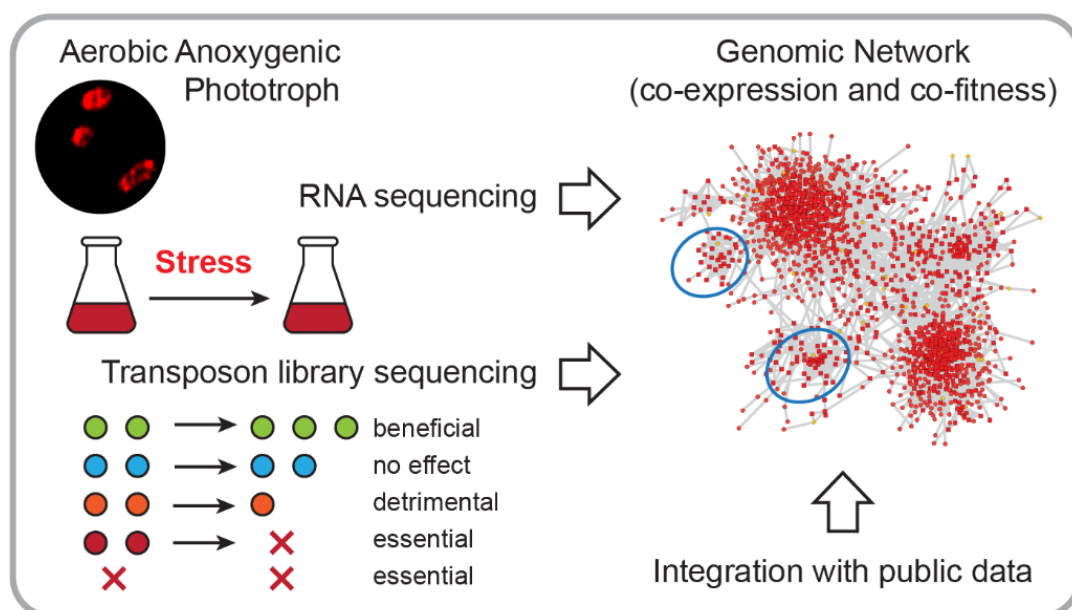 Aerobic Anoxygenic
Phototroph
Stress
RNA sequencing
Transposon library sequencing
beneficial
no effect
detrimental
essential
essential
Genomic Network
(co-expression and co-fitness)
Integration with public data